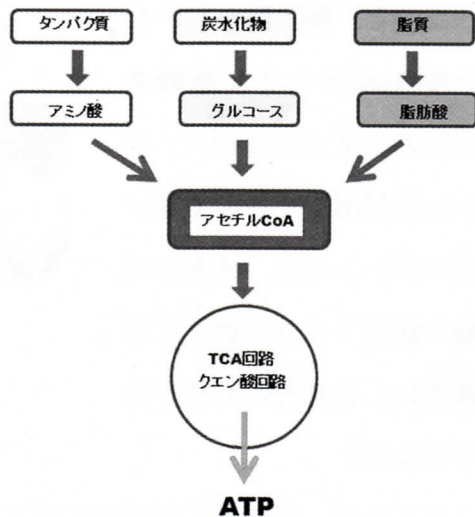 タンパク質
炭水化物
脂質
アミノ酸
グルコース
脂肪酸
アセチルCoA
TCA回路
クエン酸回路
ATP